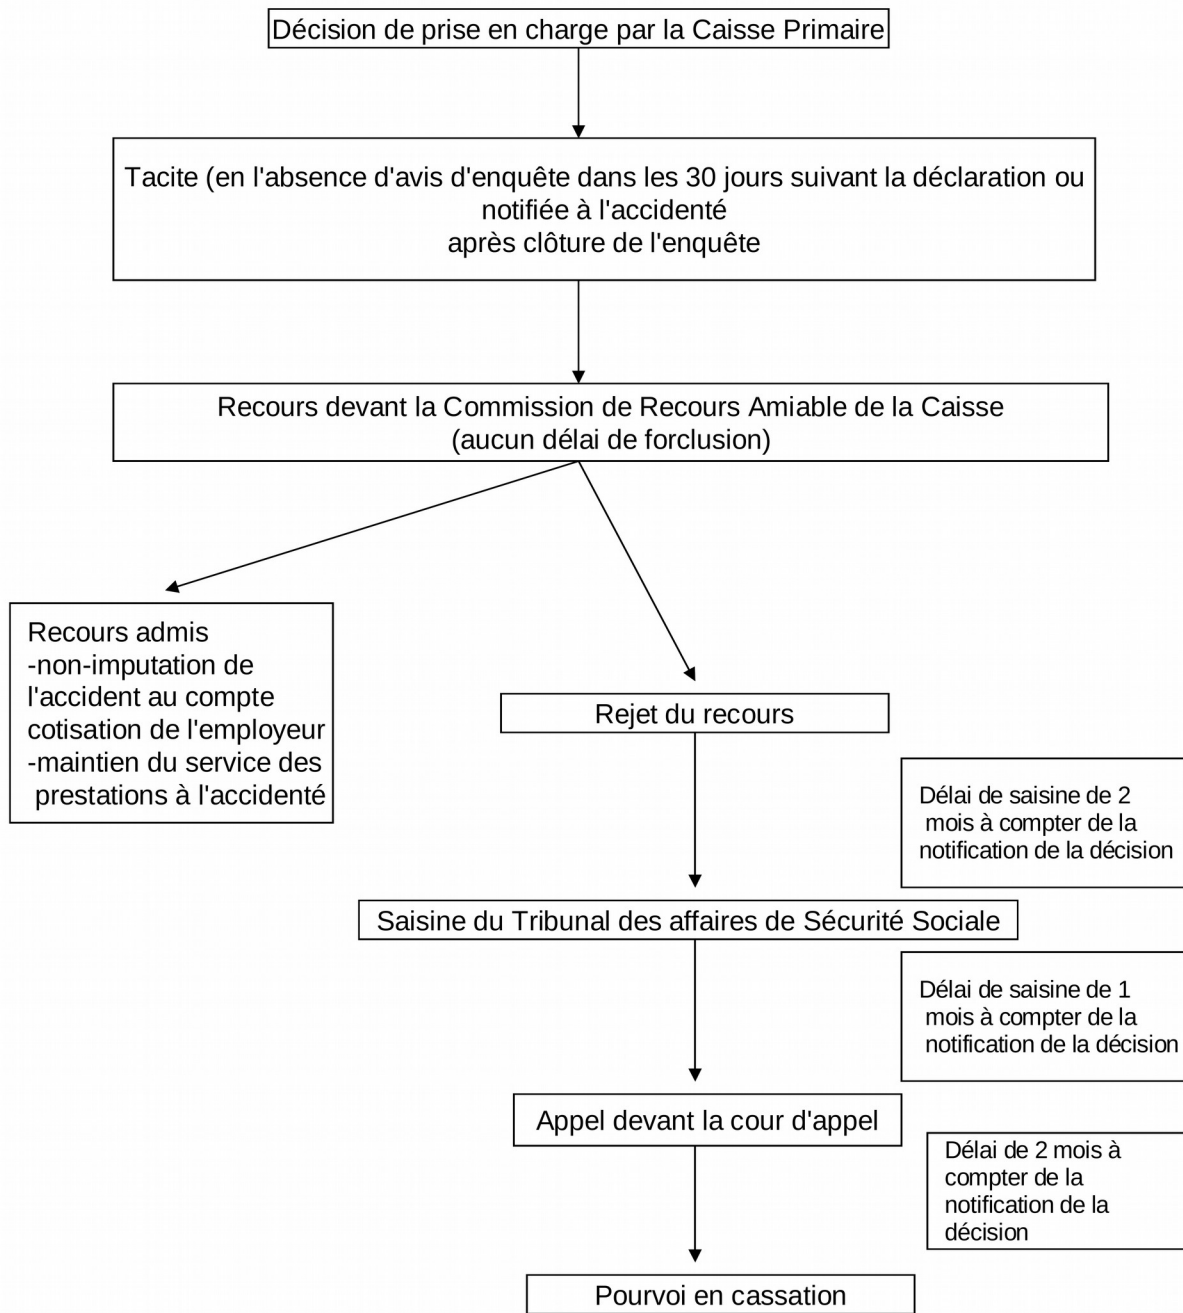 Décision de prise en charge par la Caisse Primaire
Tacite (en l'absence d'avis d'enquête dans les 30 jours suivant la déclaration ou
notifiée à l'accidenté
après clôture de l'enquête
Recours devant la Commission de Recours Amiable de la Caisse
(aucun délai de forclusion)
Recours admis
-non-imputation de
l'accident au compte
cotisation de l'employeur
-maintien du service des
prestations à l'accidenté
Rejet du recours
Délai de saisine de 2
mois à compter de la
notification de la décision
Saisine du Tribunal des affaires de Sécurité Sociale
Délai de saisine de 1
mois à compter de la
notification de la décision
Appel devant la cour d'appel
Délai de 2 mois à
compter de la
notification de la
décision
Pourvoi en cassation